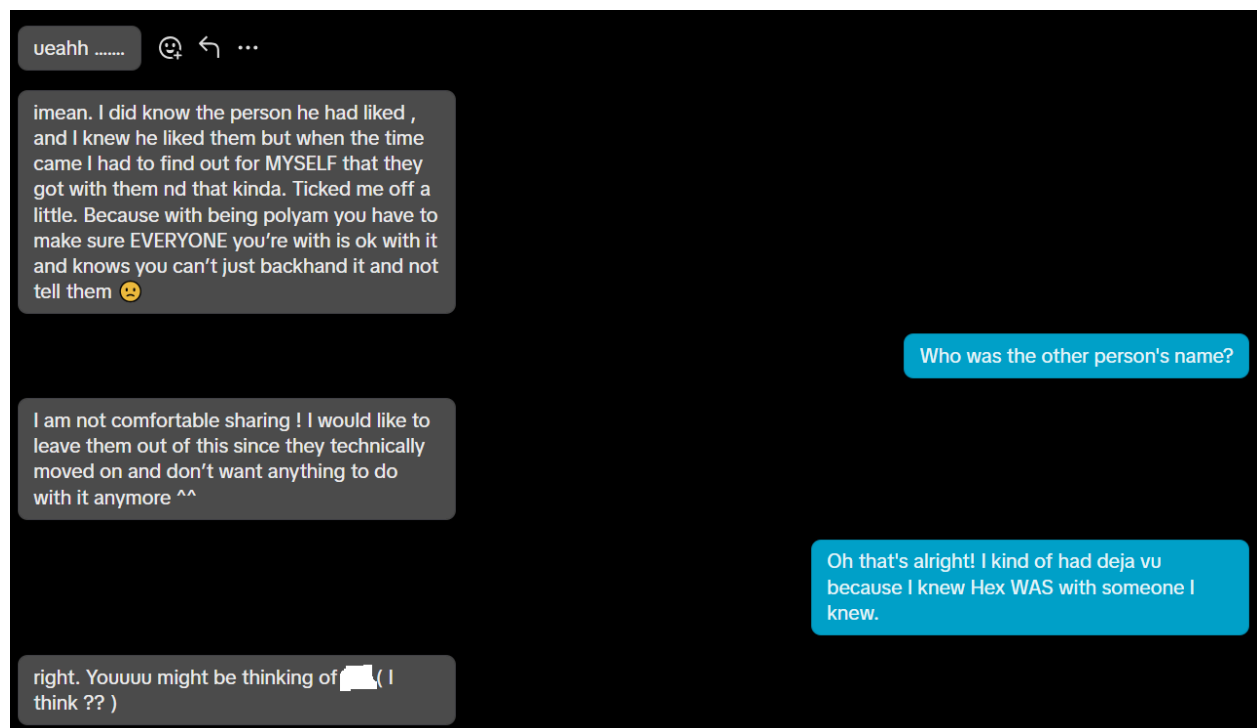 ueahh .......
imean. I did know the person he had liked ,
and I knew he liked them but when the time
came I had to find out for MYSELF that they
got with them nd that kinda. Ticked me off a
little. Because with being polyam you have to
make sure EVERYONE you're with is ok with it
and knows you can't just backhand it and not
tell them 😟
Who was the other person's name?
I am not comfortable sharing ! I would like to
leave them out of this since they technically
moved on and don't want anything to do
with it anymore ^^
Oh that's alright! I kind of had deja vu
because I knew Hex WAS with someone I
knew.
right. Youuuu might be thinking of ( I
think ?? )